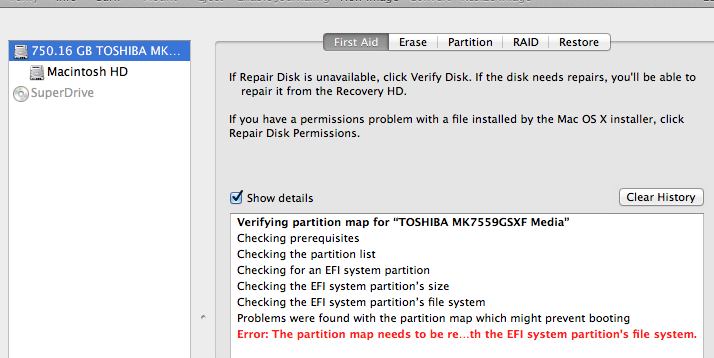 First Aid Erase Partition RAID Restore
750.16 GB TOSHIBA MK...
Macintosh HD
SuperDrive
If Repair Disk is unavailable, click Verify Disk. If the disk needs repairs, you'll be able to
repair it from the Recovery HD.
If you have a permissions problem with a file installed by the Mac OS X installer, click
Repair Disk Permissions.
Show details
Clear History
Verifying partition map for “TOSHIBA MK7559GSXF Media”
Checking prerequisites
Checking the partition list
Checking for an EFI system partition
Checking the EFI system partition's size
Checking the EFI system partition's file system
Problems were found with the partition map which might prevent booting
Error: The partition map needs to be re...th the EFI system partition's file system.